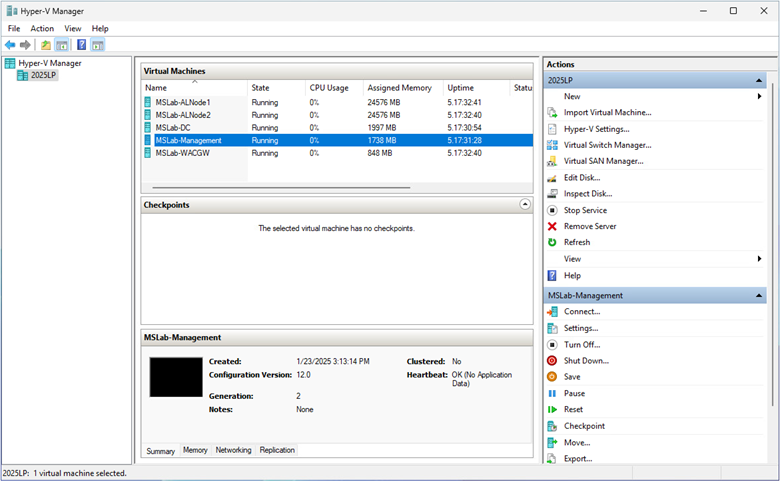 Hyper-V Manager
File Action View Help
Hyper-V Manager
2025LP
Virtual Machines
Name State CPU Usage Assigned Memory Uptime Statu
MSLab-ALNode1 Running 0% 24576 MB 5.17:32:41
MSLab-ALNode2 Running 0% 24576 MB 5.17:32:40
MSLab-DC Running 0% 1997 MB 5.17:30:54
MSLab-Management Running 0% 1738 MB 5.17:31:28
MSLab-WACGW Running 0% 848 MB 5.17:32:40
Checkpoints
The selected virtual machine has no checkpoints.
MSLab-Management
Created: 1/23/2025 3:13:14 PM Clustered: No
Configuration Version: 12.0 Heartbeat: OK (No Application
Data)
Generation: 2
Notes: None
Summary Memory Networking Replication
Actions
2025LP
New
Import Virtual Machine...
Hyper-V Settings...
Virtual Switch Manager...
Virtual SAN Manager...
Edit Disk...
Inspect Disk...
Stop Service
Remove Server
Refresh
View
Help
MSLab-Management
Connect...
Settings...
Turn Off...
Shut Down...
Save
Pause
Reset
Checkpoint
Move...
Export...
2025LP: 1 virtual machine selected.